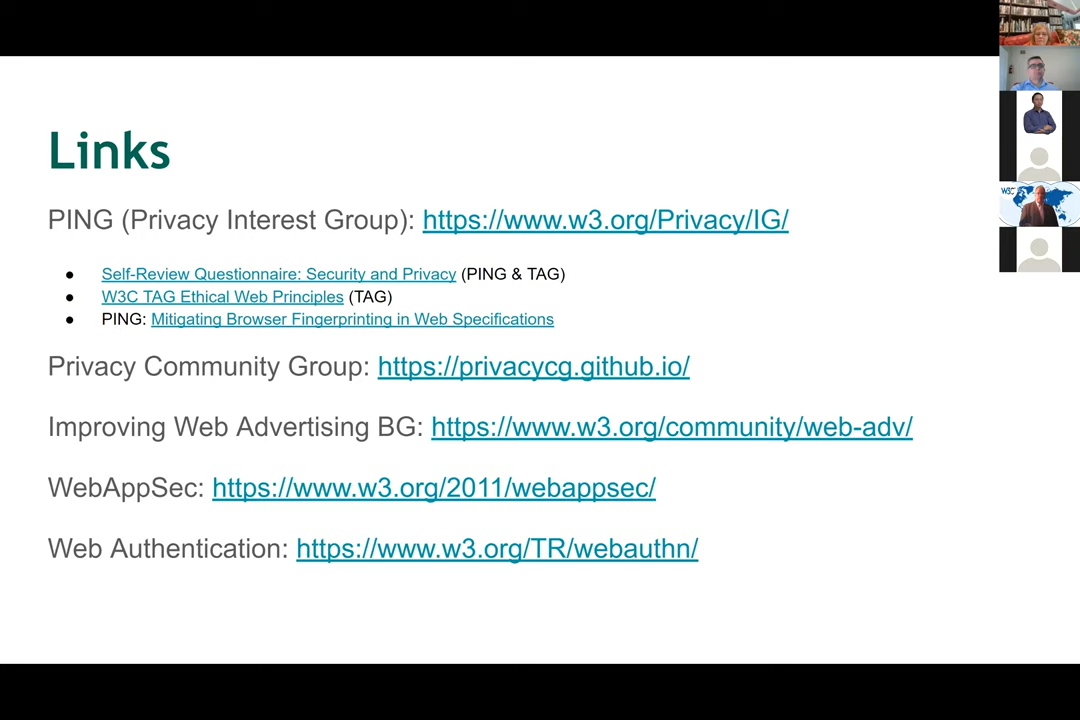 Links
PING (Privacy Interest Group): https://www.w3.org/Privacy/IG/
● Self-Review Questionnaire: Security and Privacy (PING & TAG)
● W3C TAG Ethical Web Principles (TAG)
● PING: Mitigating Browser Fingerprinting in Web Specifications
Privacy Community Group: https://privacycg.github.io/
Improving Web Advertising BG: https://www.w3.org/community/web-adv/
WebAppSec: https://www.w3.org/2011/webappsec/
Web Authentication: https://www.w3.org/TR/webauthn/
W3C